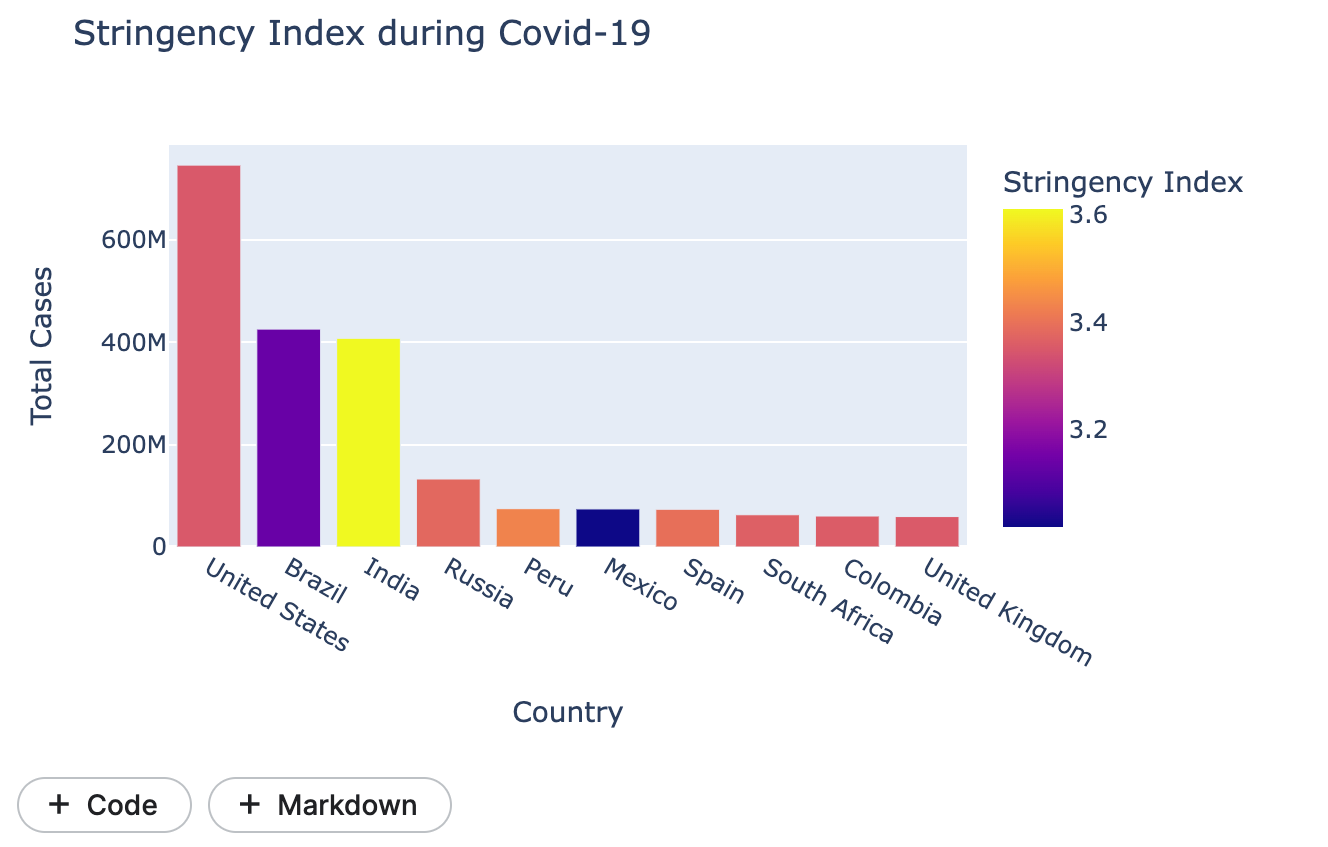 Stringency Index during Covid-19
Stringency Index
3.6
3.4
3.2
Total Cases
600M
400M
200M
0
United States
Brazil
India
Russia
Peru
Mexico
Spain
South Africa
Colombia
United Kingdom
Country
+ Code
+ Markdown